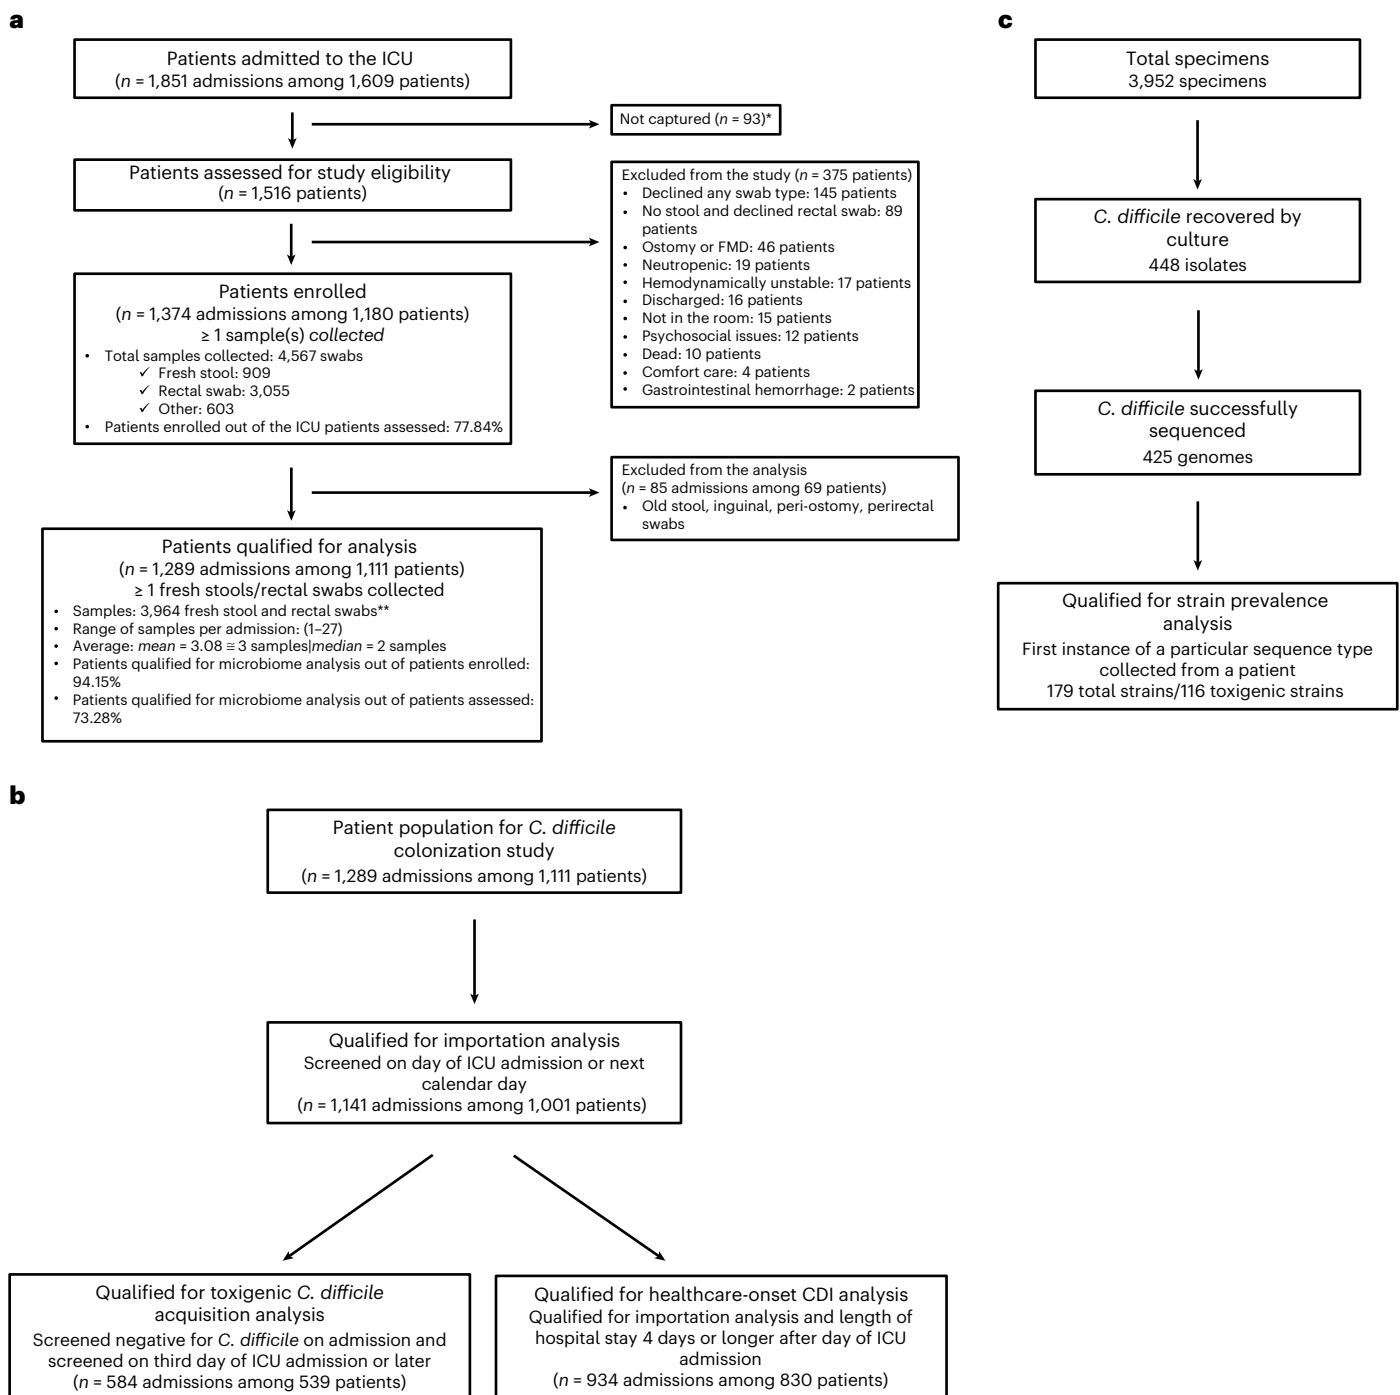 a
Patients admitted to the ICU
(n = 1,851 admissions among 1,609 patients)
Not captured (n = 93)*
Patients assessed for study eligibility
(n = 1,516 patients)
Excluded from the study (n = 375 patients)
• Declined any swab type: 145 patients
• No stool and declined rectal swab: 89
patients
• Ostomy or FMD: 46 patients
• Neutropenic: 19 patients
• Hemodynamically unstable: 17 patients
• Discharged: 16 patients
• Not in the room: 15 patients
• Psychosocial issues: 12 patients
• Dead: 10 patients
• Comfort care: 4 patients
• Gastrointestinal hemorrhage: 2 patients
Patients enrolled
(n = 1,374 admissions among 1,180 patients)
≥ 1 sample(s) collected
• Total samples collected: 4,567 swabs
✓ Fresh stool: 909
✓ Rectal swab: 3,055
✓ Other: 603
• Patients enrolled out of the ICU patients assessed: 77.84%
Excluded from the analysis
(n = 85 admissions among 69 patients)
• Old stool, inguinal, peri-ostomy, perirectal
swabs
Patients qualified for analysis
(n = 1,289 admissions among 1,111 patients)
≥ 1 fresh stools/rectal swabs collected
• Samples: 3,964 fresh stool and rectal swabs**
• Range of samples per admission: (1–27)
• Average: mean = 3.08 ≅ 3 samples|median = 2 samples
• Patients qualified for microbiome analysis out of patients enrolled:
94.15%
• Patients qualified for microbiome analysis out of patients assessed:
73.28%
c
Total specimens
3,952 specimens
C. difficile recovered by
culture
448 isolates
C. difficile successfully
sequenced
425 genomes
Qualified for strain prevalence
analysis
First instance of a particular sequence type
collected from a patient
179 total strains/116 toxigenic strains
b
Patient population for C. difficile
colonization study
(n = 1,289 admissions among 1,111 patients)
Qualified for importation analysis
Screened on day of ICU admission or next
calendar day
(n = 1,141 admissions among 1,001 patients)
Qualified for toxigenic C. difficile
acquisition analysis
Screened negative for C. difficile on admission and
screened on third day of ICU admission or later
(n = 584 admissions among 539 patients)
Qualified for healthcare-onset CDI analysis
Qualified for importation analysis and length of
hospital stay 4 days or longer after day of ICU
admission
(n = 934 admissions among 830 patients)